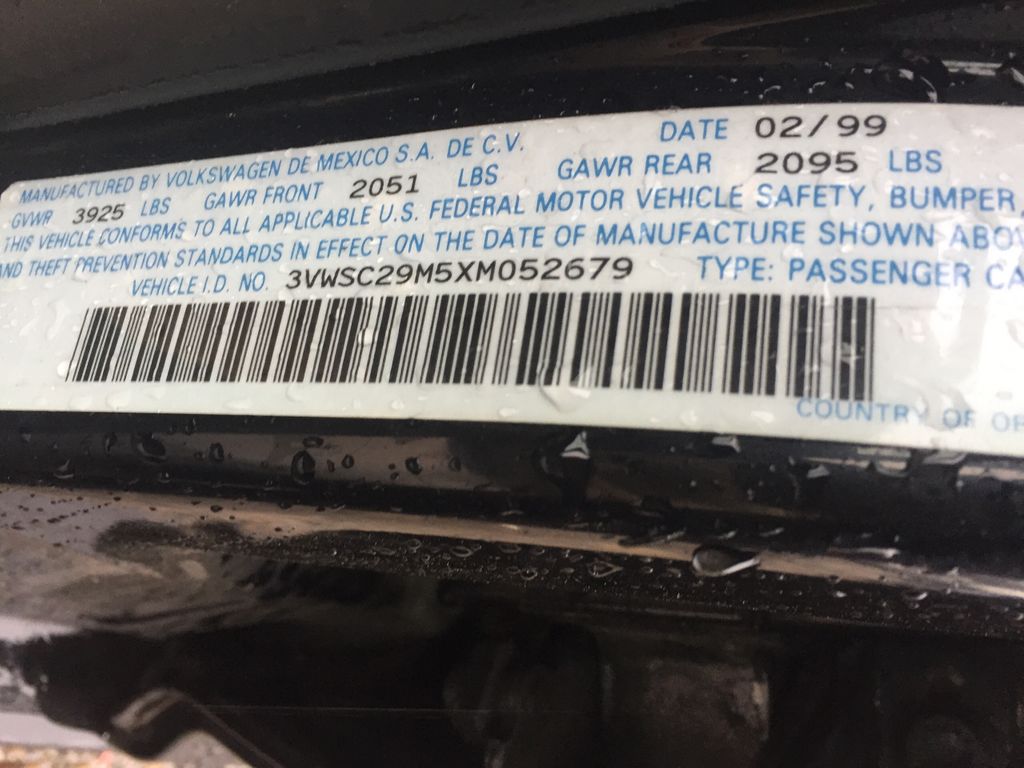 MANUFACTURED BY VOLKSWAGEN DE MEXICO S.A. DE C.V. DATE 02/99
GVWR 3925 LBS GAWR FRONT 2051 LBS GAWR REAR 2095 LBS
THIS VEHICLE CONFORMS TO ALL APPLICABLE U.S. FEDERAL MOTOR VEHICLE SAFETY, BUMPER,
AND THEFT PREVENTION STANDARDS IN EFFECT ON THE DATE OF MANUFACTURE SHOWN ABO
VEHICLE I.D. NO. 3VWSC29M5XM052679 TYPE: PASSENGER CA
COUNTRY OF